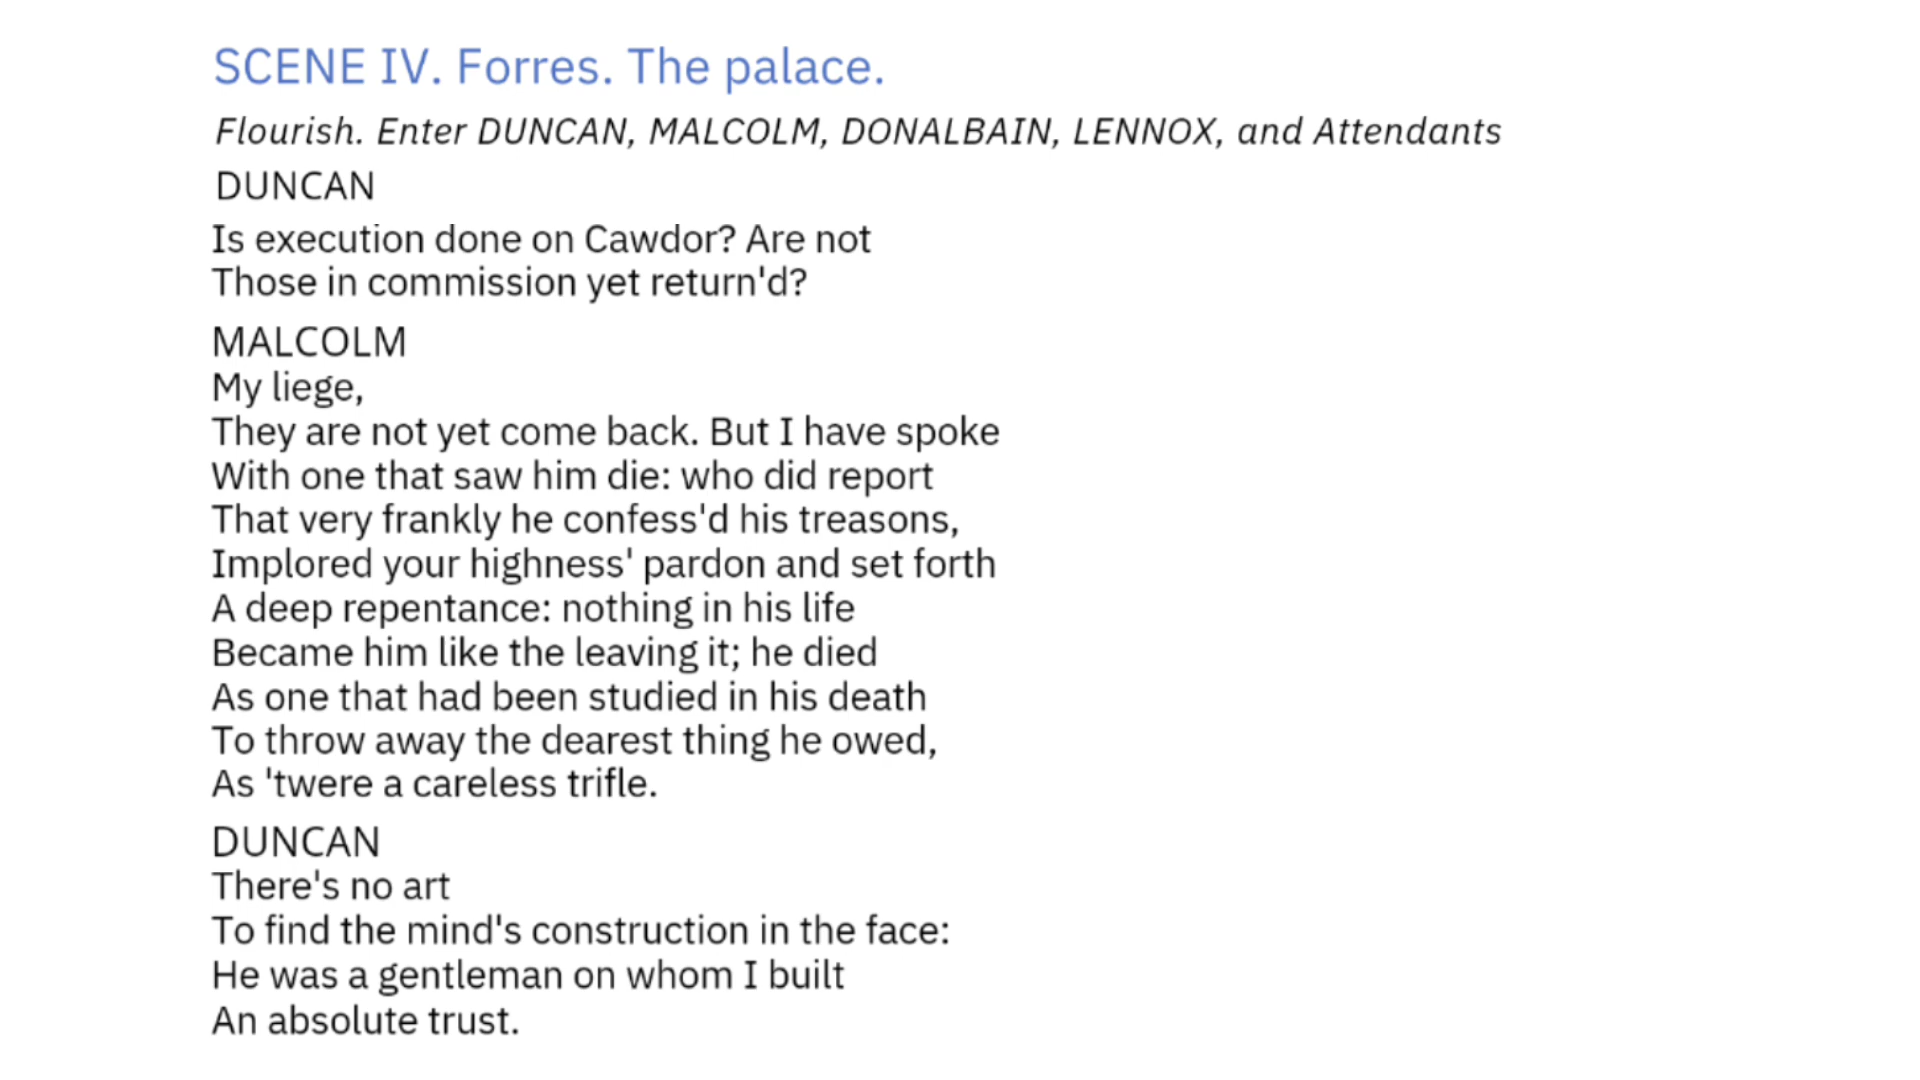 SCENE IV. Forres. The palace.
Flourish. Enter DUNCAN, MALCOLM, DONALBAIN, LENNOX, and Attendants
DUNCAN
Is execution done on Cawdor? Are not
Those in commission yet return'd?
MALCOLM
My liege,
They are not yet come back. But I have spoke
With one that saw him die: who did report
That very frankly he confess'd his treasons,
Implored your highness' pardon and set forth
A deep repentance: nothing in his life
Became him like the leaving it; he died
As one that had been studied in his death
To throw away the dearest thing he owed,
As 'twere a careless trifle.
DUNCAN
There's no art
To find the mind's construction in the face:
He was a gentleman on whom I built
An absolute trust.